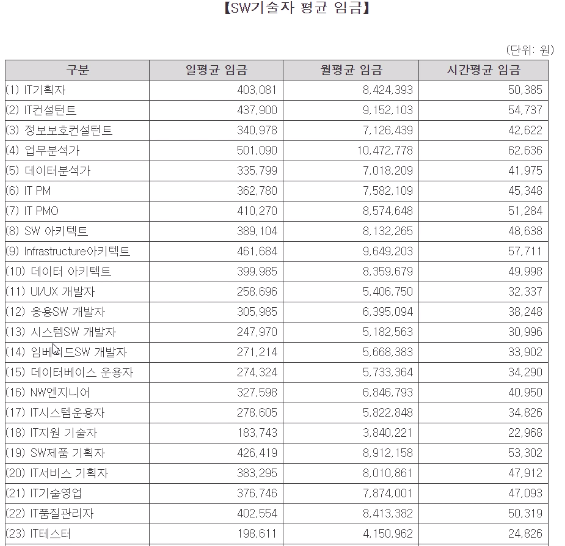 【SW기술자 평균 임금】
(단위: 원)
구분 일평균 임금 월평균 임금 시간평균 임금
(1) IT기획자 403,081 8,424,393 50,385
(2) IT컨설턴트 437,900 9,152,103 54,737
(3) 정보보호컨설턴트 340,978 7,126,439 42,622
(4) 업무분석가 501,090 10,472,778 62,636
(5) 데이터분석가 335,799 7,018,209 41,975
(6) IT PM 362,780 7,582,109 45,348
(7) IT PMO 410,270 8,574,648 51,284
(8) SW 아키텍트 389,104 8,132,265 48,638
(9) Infrastructure아키텍트 461,684 9,649,203 57,711
(10) 데이터 아키텍트 399,985 8,359,679 49,998
(11) UI/UX 개발자 258,696 5,406,750 32,337
(12) 응용SW 개발자 305,985 6,395,094 38,248
(13) 시스템SW 개발자 247,970 5,182,563 30,996
(14) 임베디드SW 개발자 271,214 5,668,383 33,902
(15) 데이터베이스 운용자 274,324 5,733,364 34,290
(16) NW엔지니어 327,598 6,846,793 40,950
(17) IT시스템운용자 278,605 5,822,848 34,826
(18) IT지원 기술자 183,743 3,840,221 22,968
(19) SW제품 기획자 426,419 8,912,158 53,302
(20) IT서비스 기획자 383,295 8,010,861 47,912
(21) IT기술영업 376,746 7,874,001 47,093
(22) IT품질관리자 402,554 8,413,382 50,319
(23) IT테스터 198,611 4,150,962 24,826